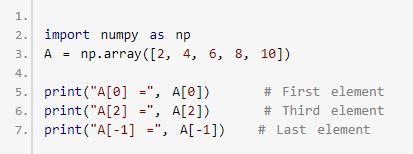 1.
2. import numpy as np
3. A = np.array([2, 4, 6, 8, 10])
4.
5. print("A[0] =", A[0])     # First element
6. print("A[2] =", A[2])     # Third element
7. print("A[-1] =", A[-1])   # Last element